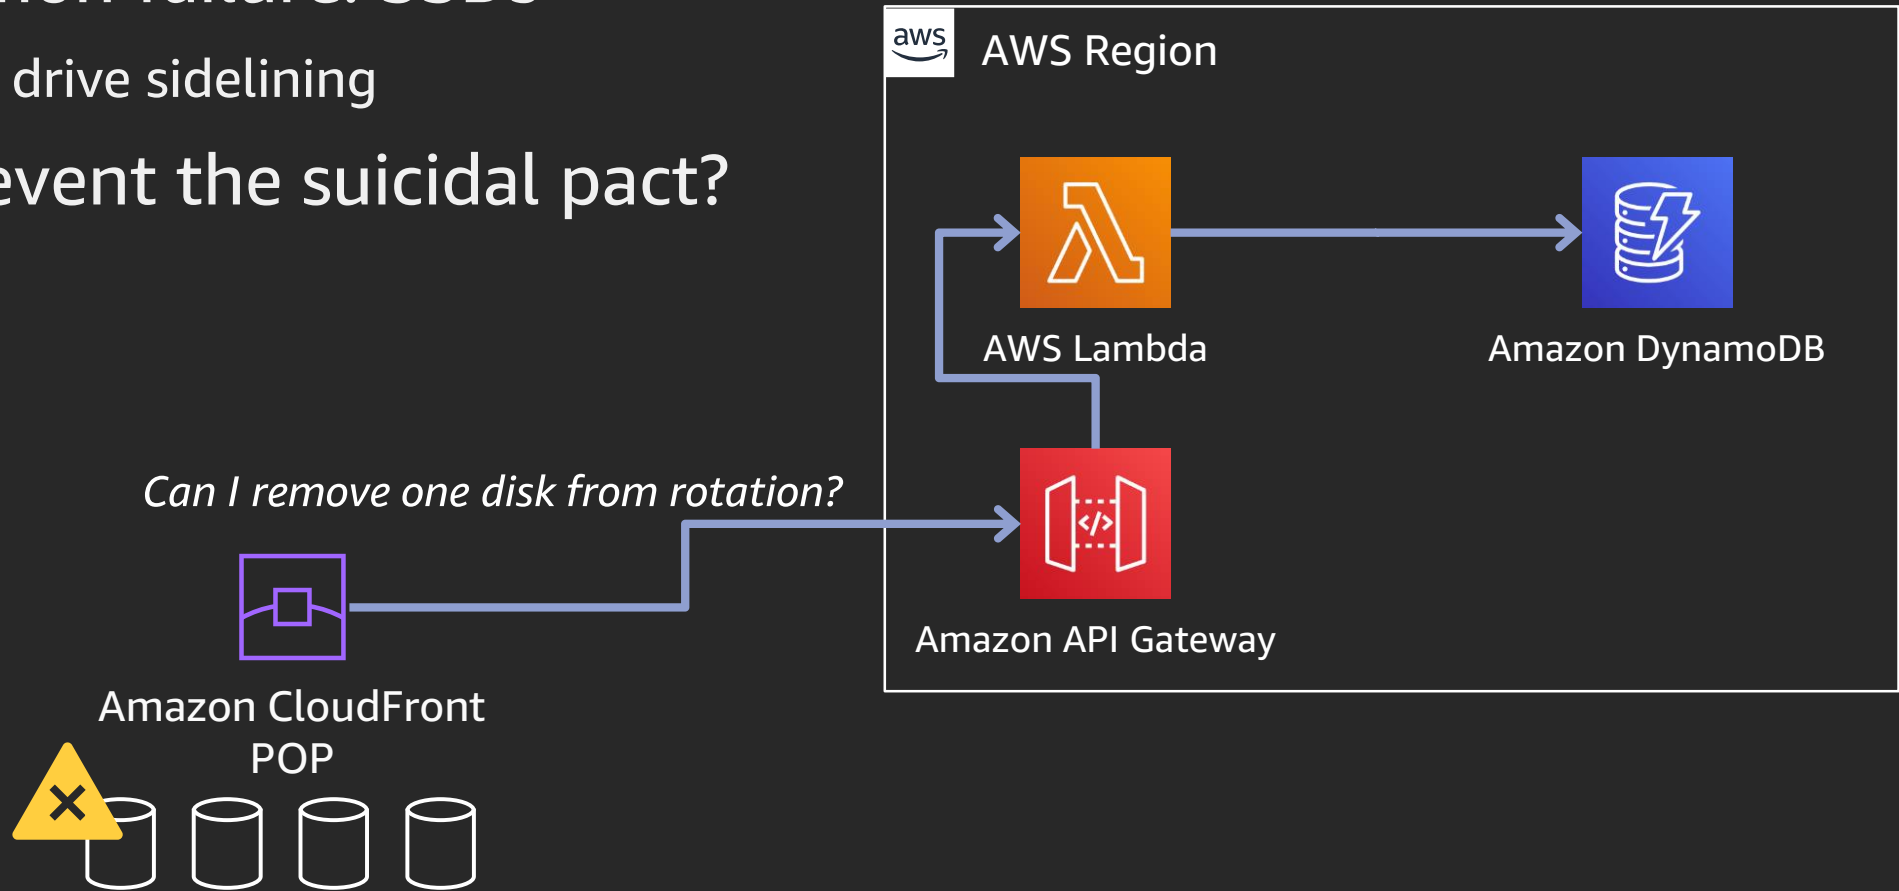 drive sidelining
event the suicidal pact?
aws
AWS Region
AWS Lambda
Amazon DynamoDB
Can I remove one disk from rotation?
</>
Amazon API Gateway
Amazon CloudFront
POP